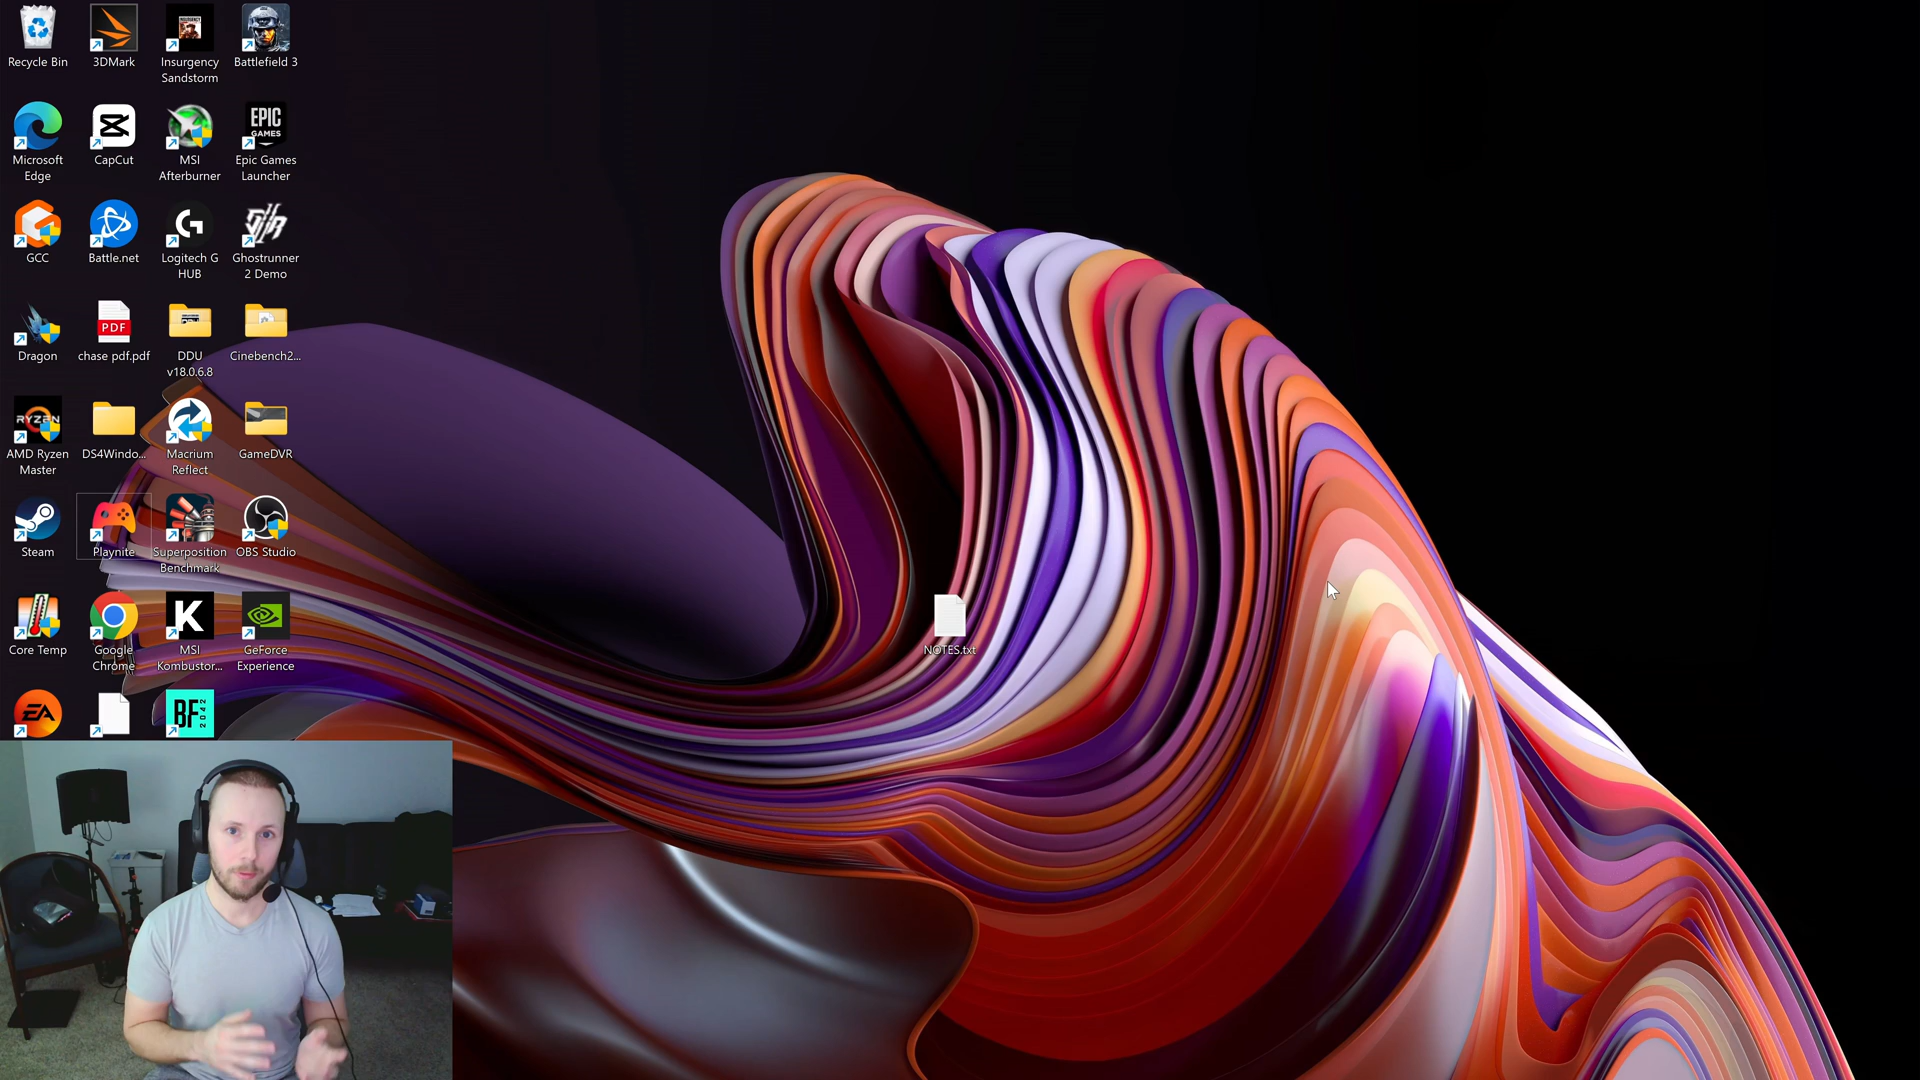 Recycle Bin
3DMark
Insurgency
Sandstorm
Battlefield 3
Microsoft
Edge
CapCut
MSI
Afterburner
EPIC
GAMES
Epic Games
Launcher
GCC
Battle.net
Logitech G
HUB
Ghostrunner
2 Demo
Dragon
PDF
chase pdf.pdf
DDU
v18.0.6.8
Cinebench2...
RYZEN
AMD Ryzen
Master
DS4Windo...
Macrium
Reflect
GameDVR
Steam
Playnite
Superposition
Benchmark
OBS Studio
Core Temp
Google
Chrome
K
MSI
Kombustor...
GeForce
Experience
NOTES.txt
EA
BF
2042